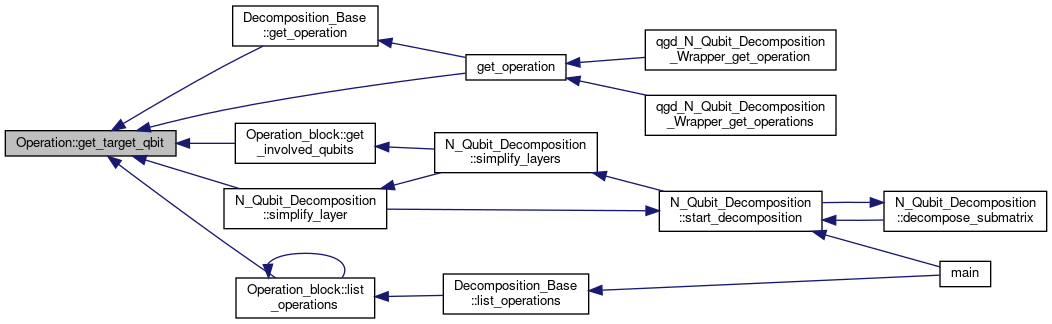 Operation::get_target_qbit
Decomposition_Base
::get_operation
get_operation
qgd_N_Qubit_Decomposition
_Wrapper_get_operation
qgd_N_Qubit_Decomposition
_Wrapper_get_operations
Operation_block::get
_involved_qubits
N_Qubit_Decomposition
::simplify_layers
N_Qubit_Decomposition
::simplify_layer
N_Qubit_Decomposition
::start_decomposition
N_Qubit_Decomposition
::decompose_submatrix
main
Operation_block::list
_operations
Decomposition_Base
::list_operations